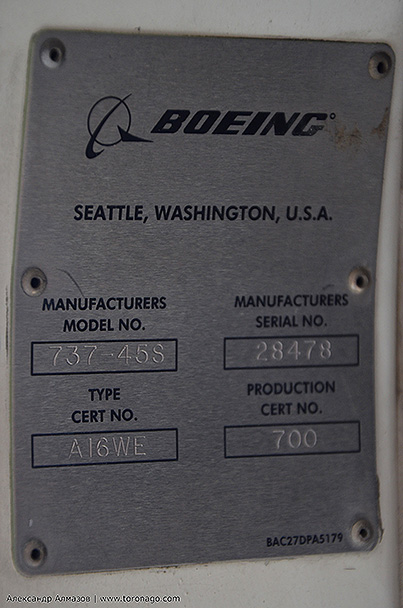 BOEING
SEATTLE, WASHINGTON, U.S.A.
MANUFACTURERS
MODEL NO.
737-45S
MANUFACTURERS
SERIAL NO.
28478
TYPE
CERT NO.
A16WE
PRODUCTION
CERT NO.
700
BAC27DPA5179
Александр Алмазов | www.toronago.com